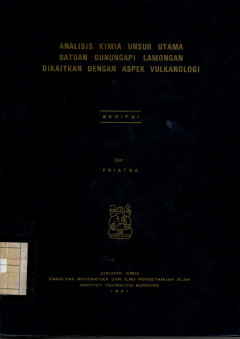 ANALISIS KIMIA UNSUR UTAMA
BATUAN GUNUNGAPI LAMONGAN
DIKAITKAN DENGAN ASPEK VULKANOLOGI
SKRIPSI
Oleh :
PRIATNA
JURUSAN KIMIA
FAKULTAS MATEMATIKA DAN ILMU PENGETAHUAN ALAM
INSTITUT TEKNOLOGI BANDUNG